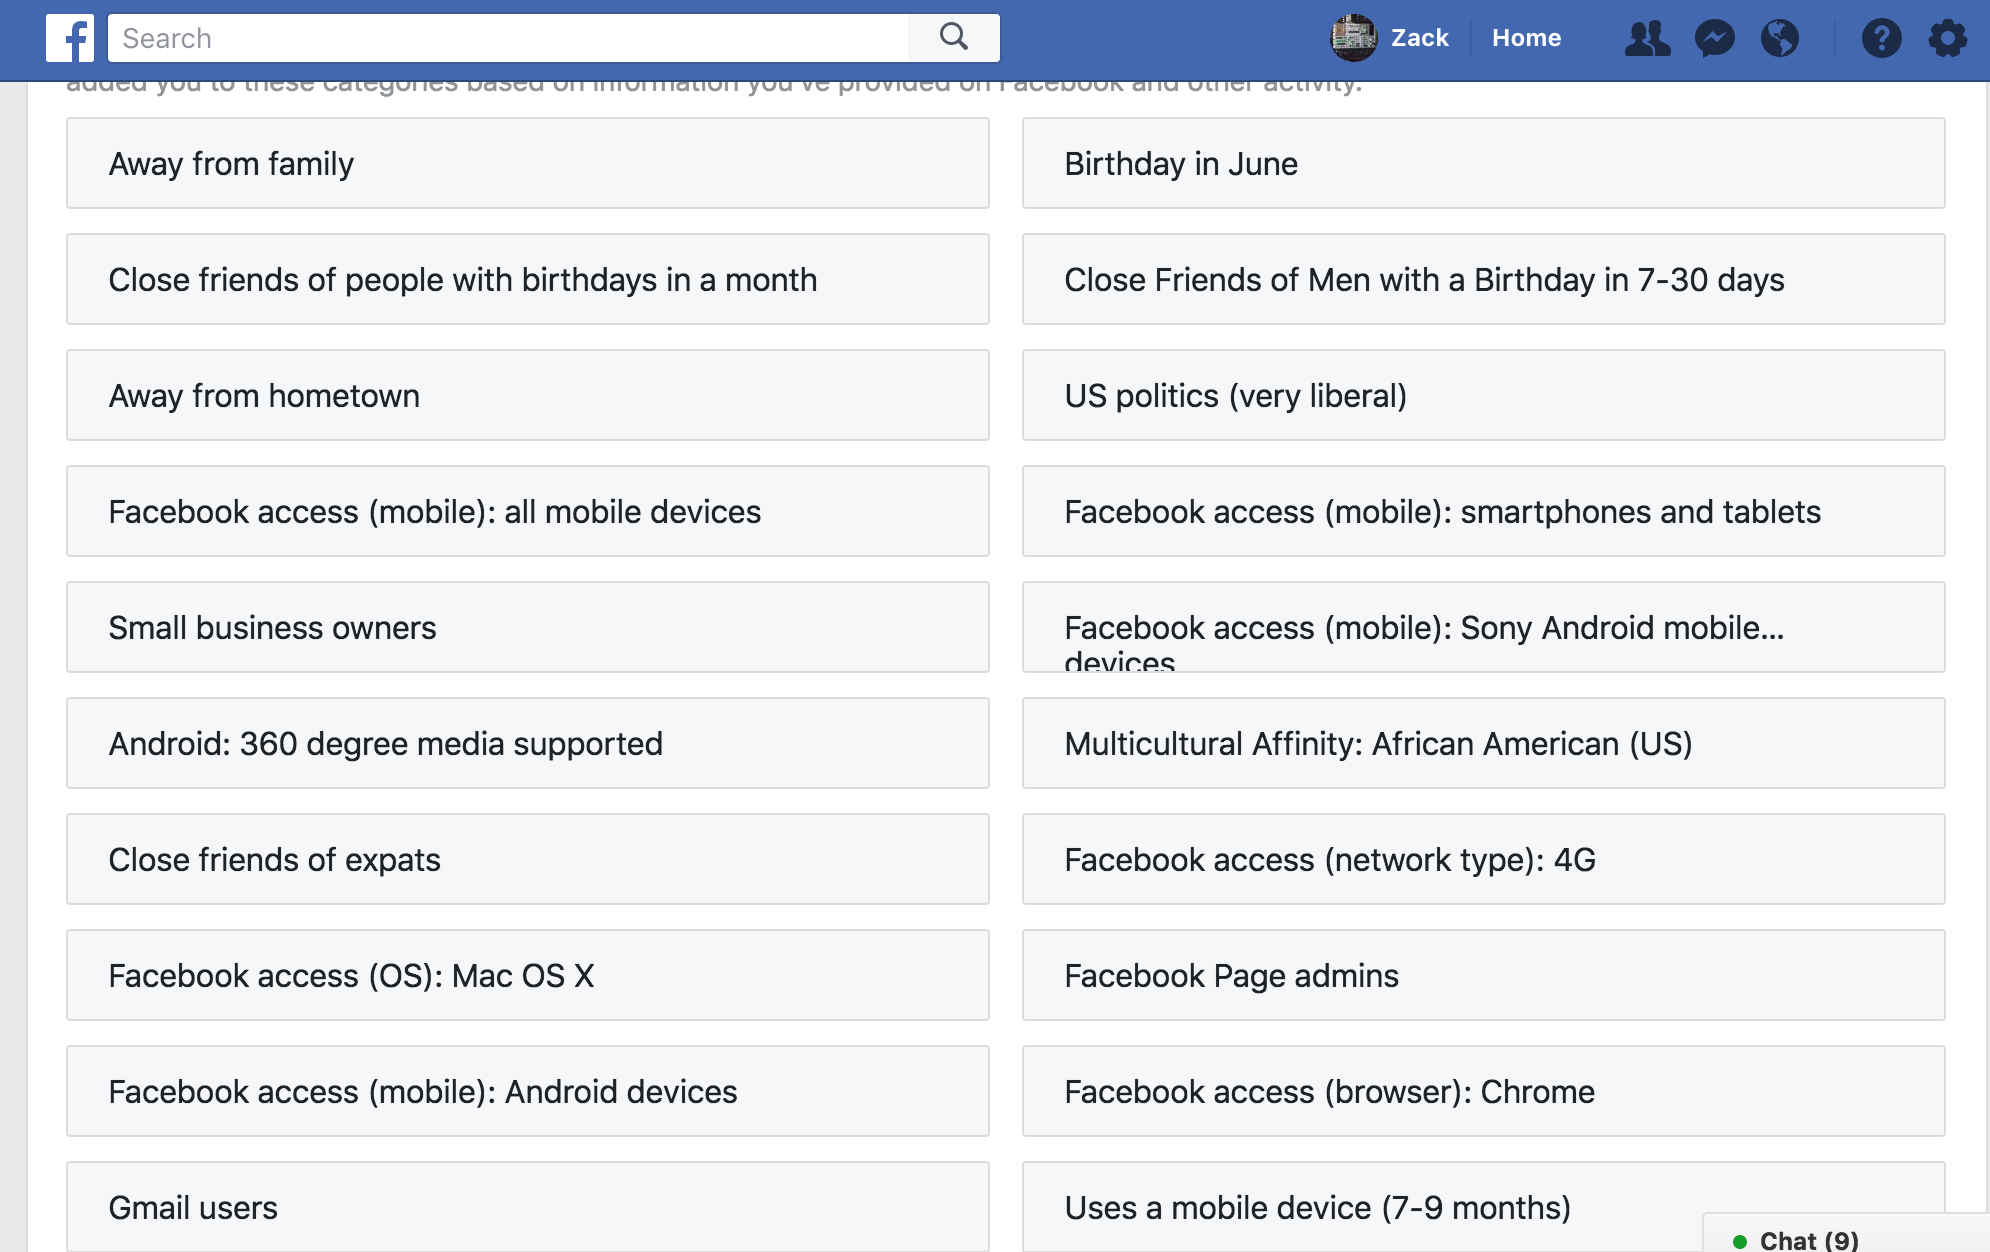 f
Search
Zack
Home
added you to these categories based on information you've provided on Facebook and other activity.
Away from family
Birthday in June
Close friends of people with birthdays in a month
Close Friends of Men with a Birthday in 7-30 days
Away from hometown
US politics (very liberal)
Facebook access (mobile): all mobile devices
Facebook access (mobile): smartphones and tablets
Small business owners
Facebook access (mobile): Sony Android mobile...
devices
Android: 360 degree media supported
Multicultural Affinity: African American (US)
Close friends of expats
Facebook access (network type): 4G
Facebook access (OS): Mac OS X
Facebook Page admins
Facebook access (mobile): Android devices
Facebook access (browser): Chrome
Gmail users
Uses a mobile device (7-9 months)
Chat (9)